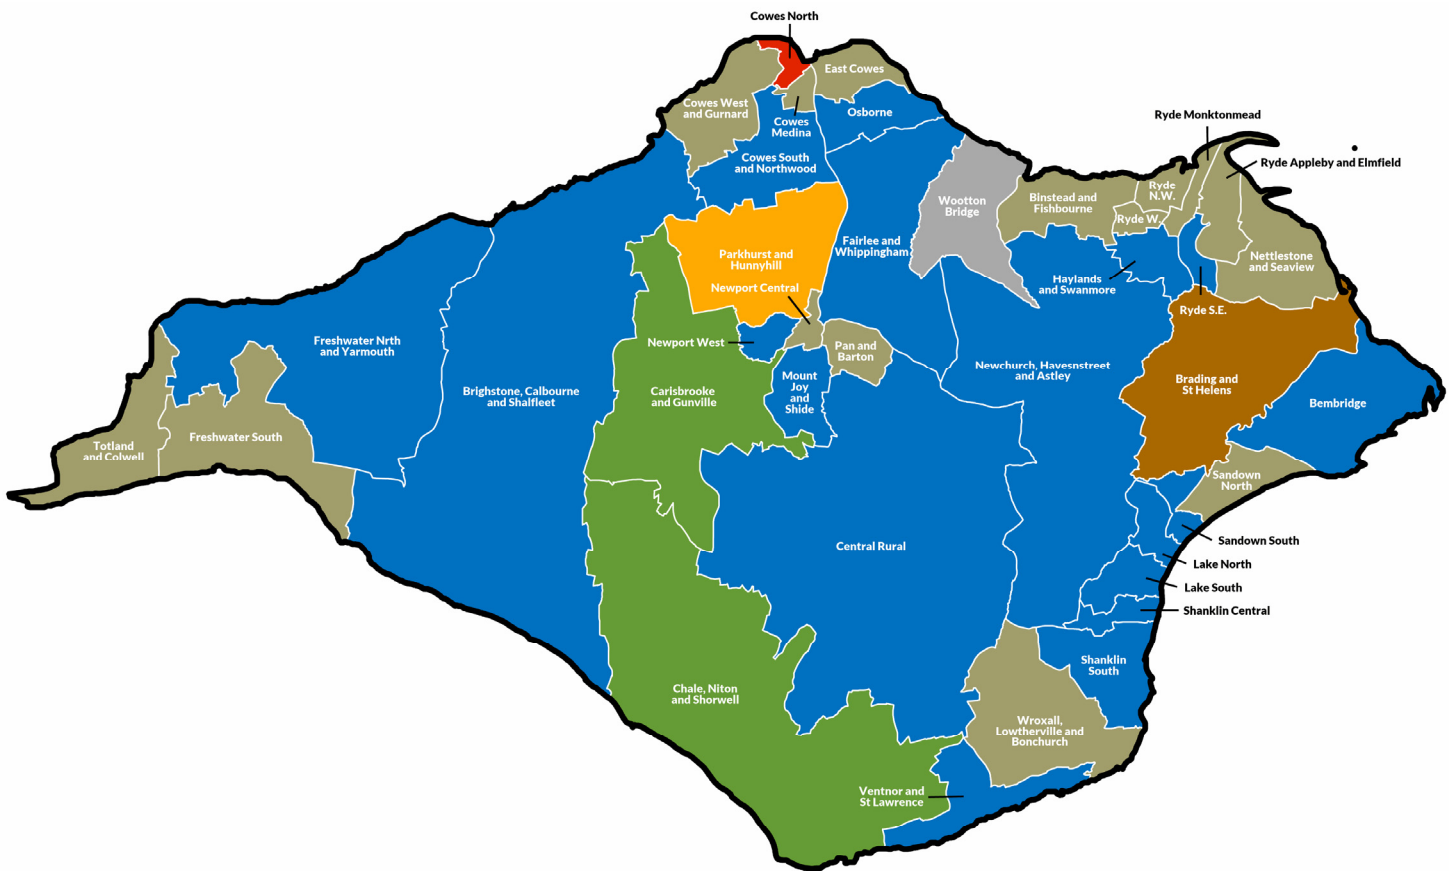 Cowes North
East Cowes
Cowes West
and Gurnard
Osborne
Cowes
Medina
Ryde Monktonmead
Ryde Appleby and Elmfield
Cowes South
and Northwood
Ryde
N.W.
Wootton
Bridge
Binstead and
Fishbourne
Ryde W.
Fairlee and
Whippingham
Parkhurst and
Hunnyhill
Nettlestone
and Seaview
Haylands
and Swanmore
Newport Central
Ryde S.E.
Freshwater Nrth
and Yarmouth
Newport West
Pan and
Barton
Newchurch, Havenstreet
and Astley
Mount
Joy
and
Shide
Brading and
St Helens
Brighstone, Calbourne
and Shalfleet
Carisbrooke
and Gunville
Bembridge
Freshwater South
Totland
and Colwell
Sandown
North
Central Rural
Sandown South
Lake North
Lake South
Shanklin Central
Shanklin
South
Chale, Niton
and Shorwell
Wroxall,
Lowtherville and
Bonchurch
Ventnor and
St Lawrence